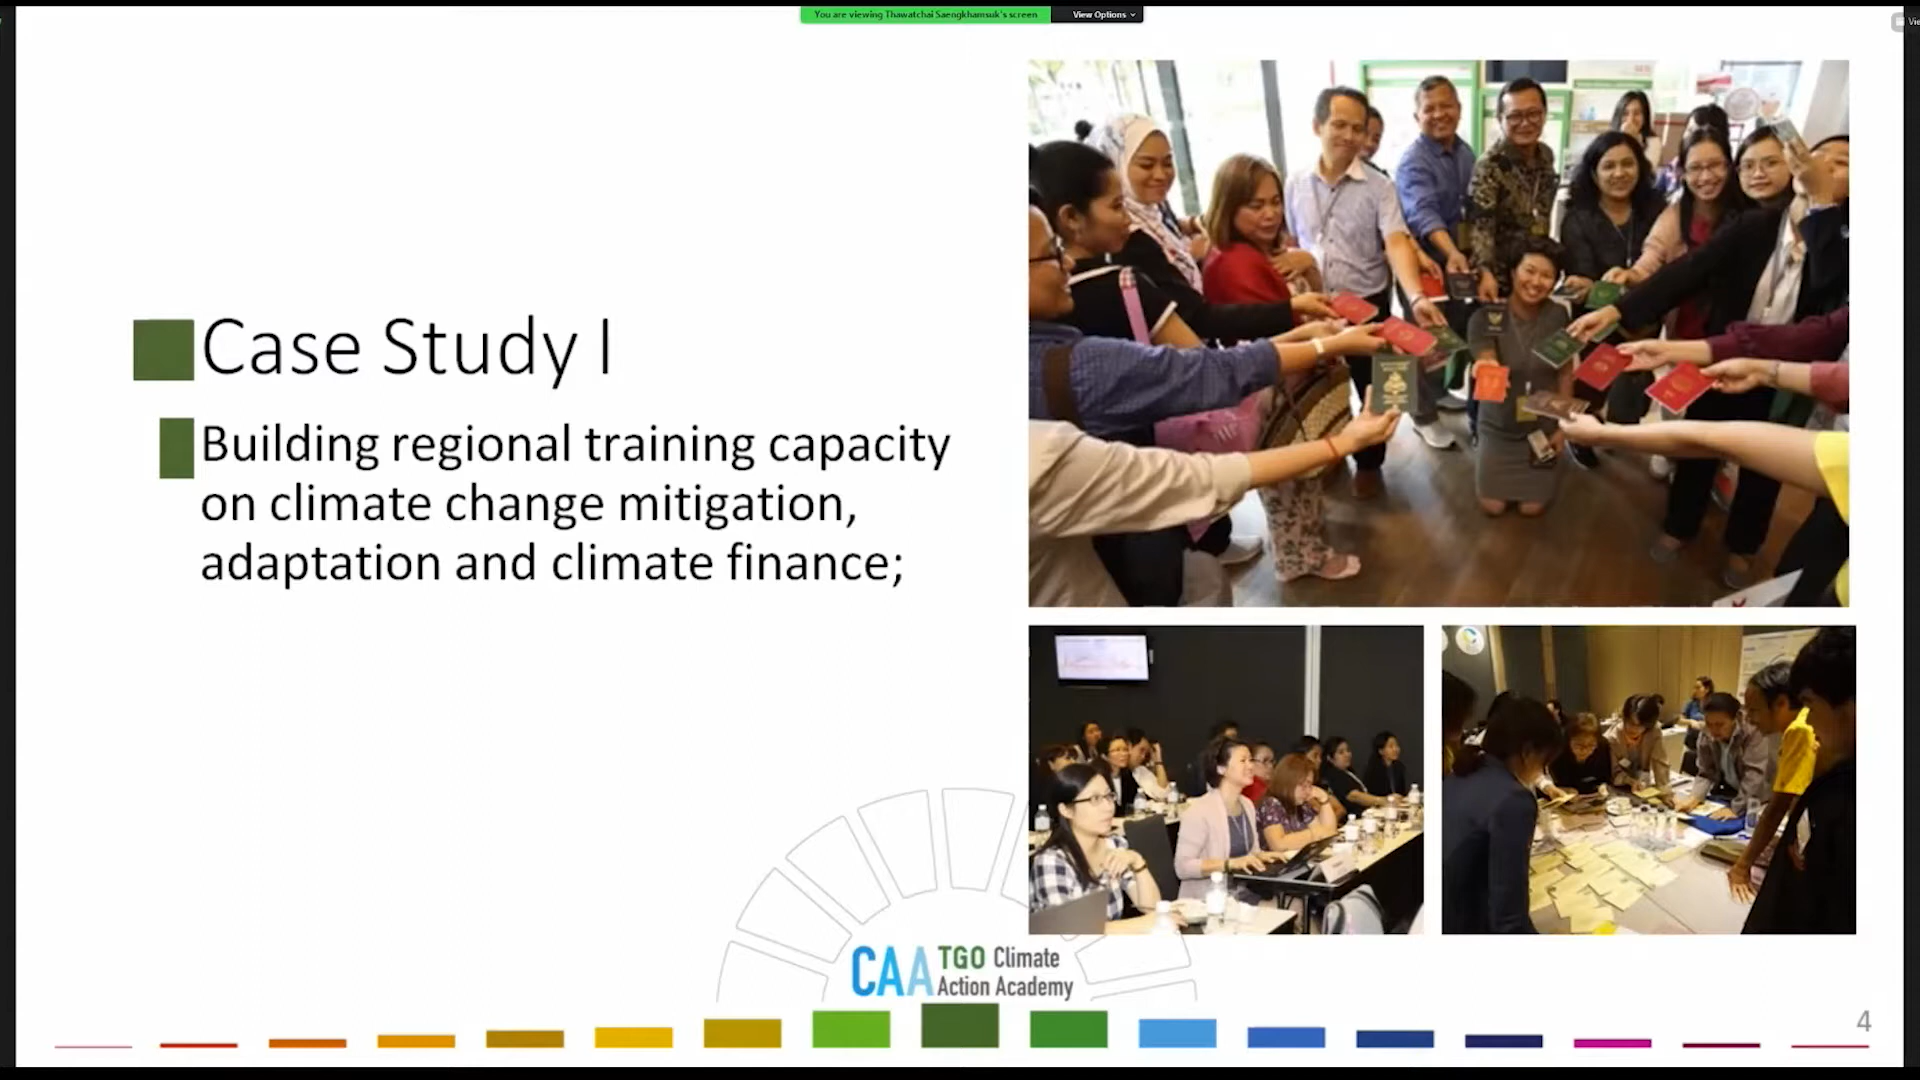 You are viewing Thawatchai Saengkhamsuk's screen
View Options
Vie
Case Study I
Building regional training capacity
on climate change mitigation,
adaptation and climate finance;
CAA TGO Climate
Action Academy
4